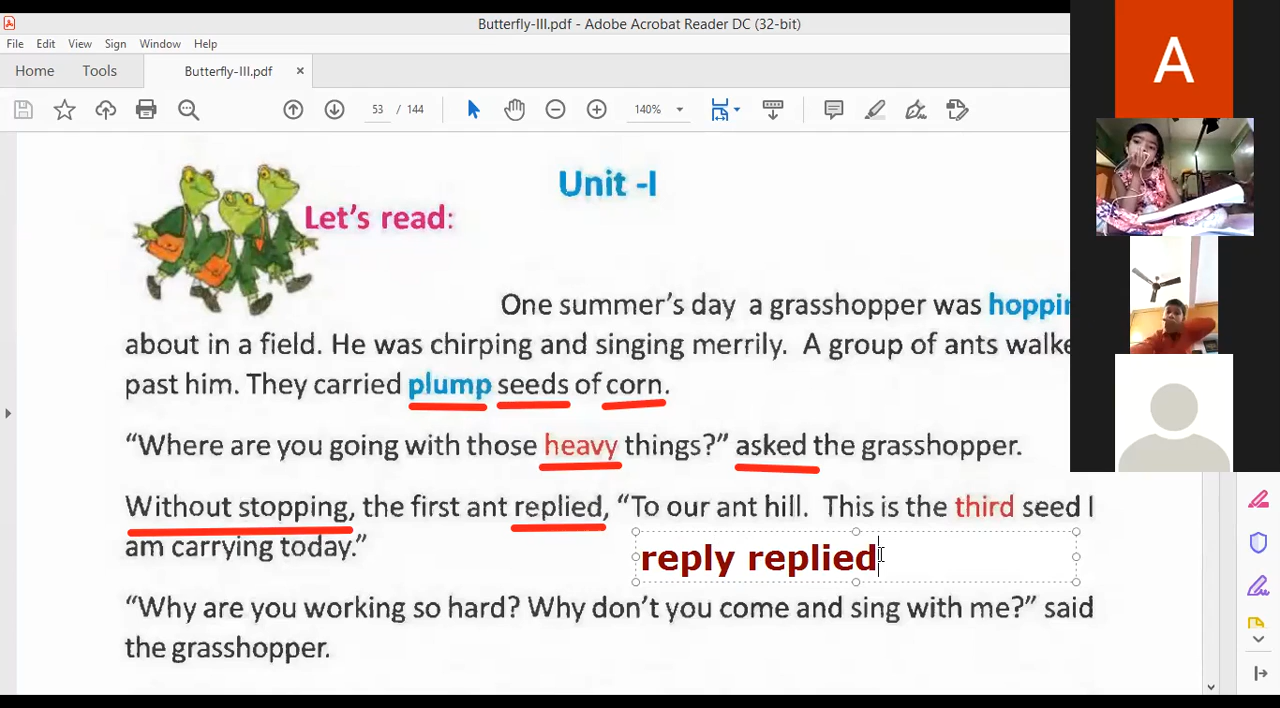 Butterfly-III.pdf - Adobe Acrobat Reader DC (32-bit)
File Edit View Sign Window Help
Home Tools Butterfly-III.pdf ×
53 / 144 140%
A
Unit -I
Let's read:
One summer's day a grasshopper was hoppin
about in a field. He was chirping and singing merrily. A group of ants walke
past him. They carried plump seeds of corn.
"Where are you going with those heavy things?" asked the grasshopper.
Without stopping, the first ant replied, "To our ant hill. This is the third seed I
am carrying today."
reply replied
"Why are you working so hard? Why don't you come and sing with me?" said
the grasshopper.